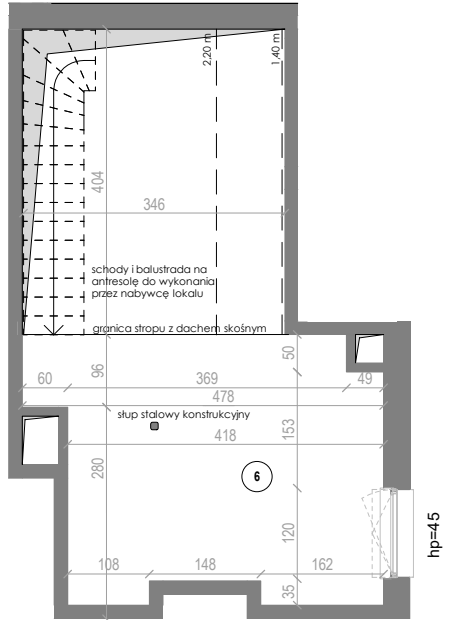 2.20 m
1.40 m
404
346
schody i balustrada na
antresolę do wykonania
przez nabywcę lokalu
granica stropu z dachem skośnym
50
96
60
369
49
478
słup stalowy konstrukcyjny
418
153
280
6
120
hp=45
108
148
162
35